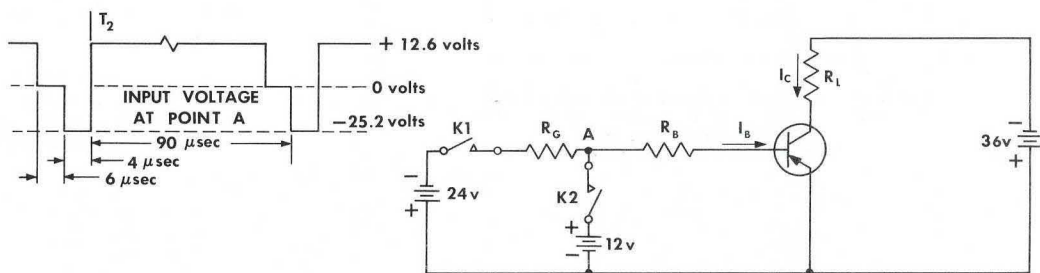 T2
+ 12.6 volts
0 volts
INPUT VOLTAGE
AT POINT A
−25.2 volts
90 µsec
4 µsec
6 µsec
K1
RG
A
RB
IB
IC
RL
−
+
24v
K2
+
−
12v
36v
−
+